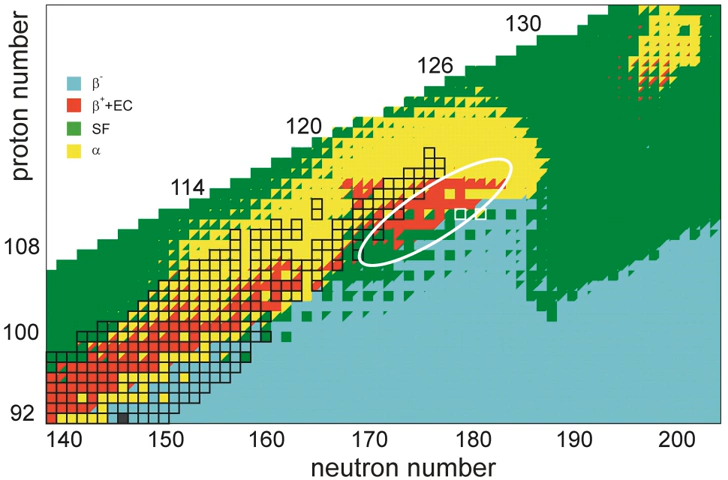 proton number
130
126
120
114
108
100
92
β⁻
β⁺+EC
SF
α
140 150 160 170 180 190 200
neutron number